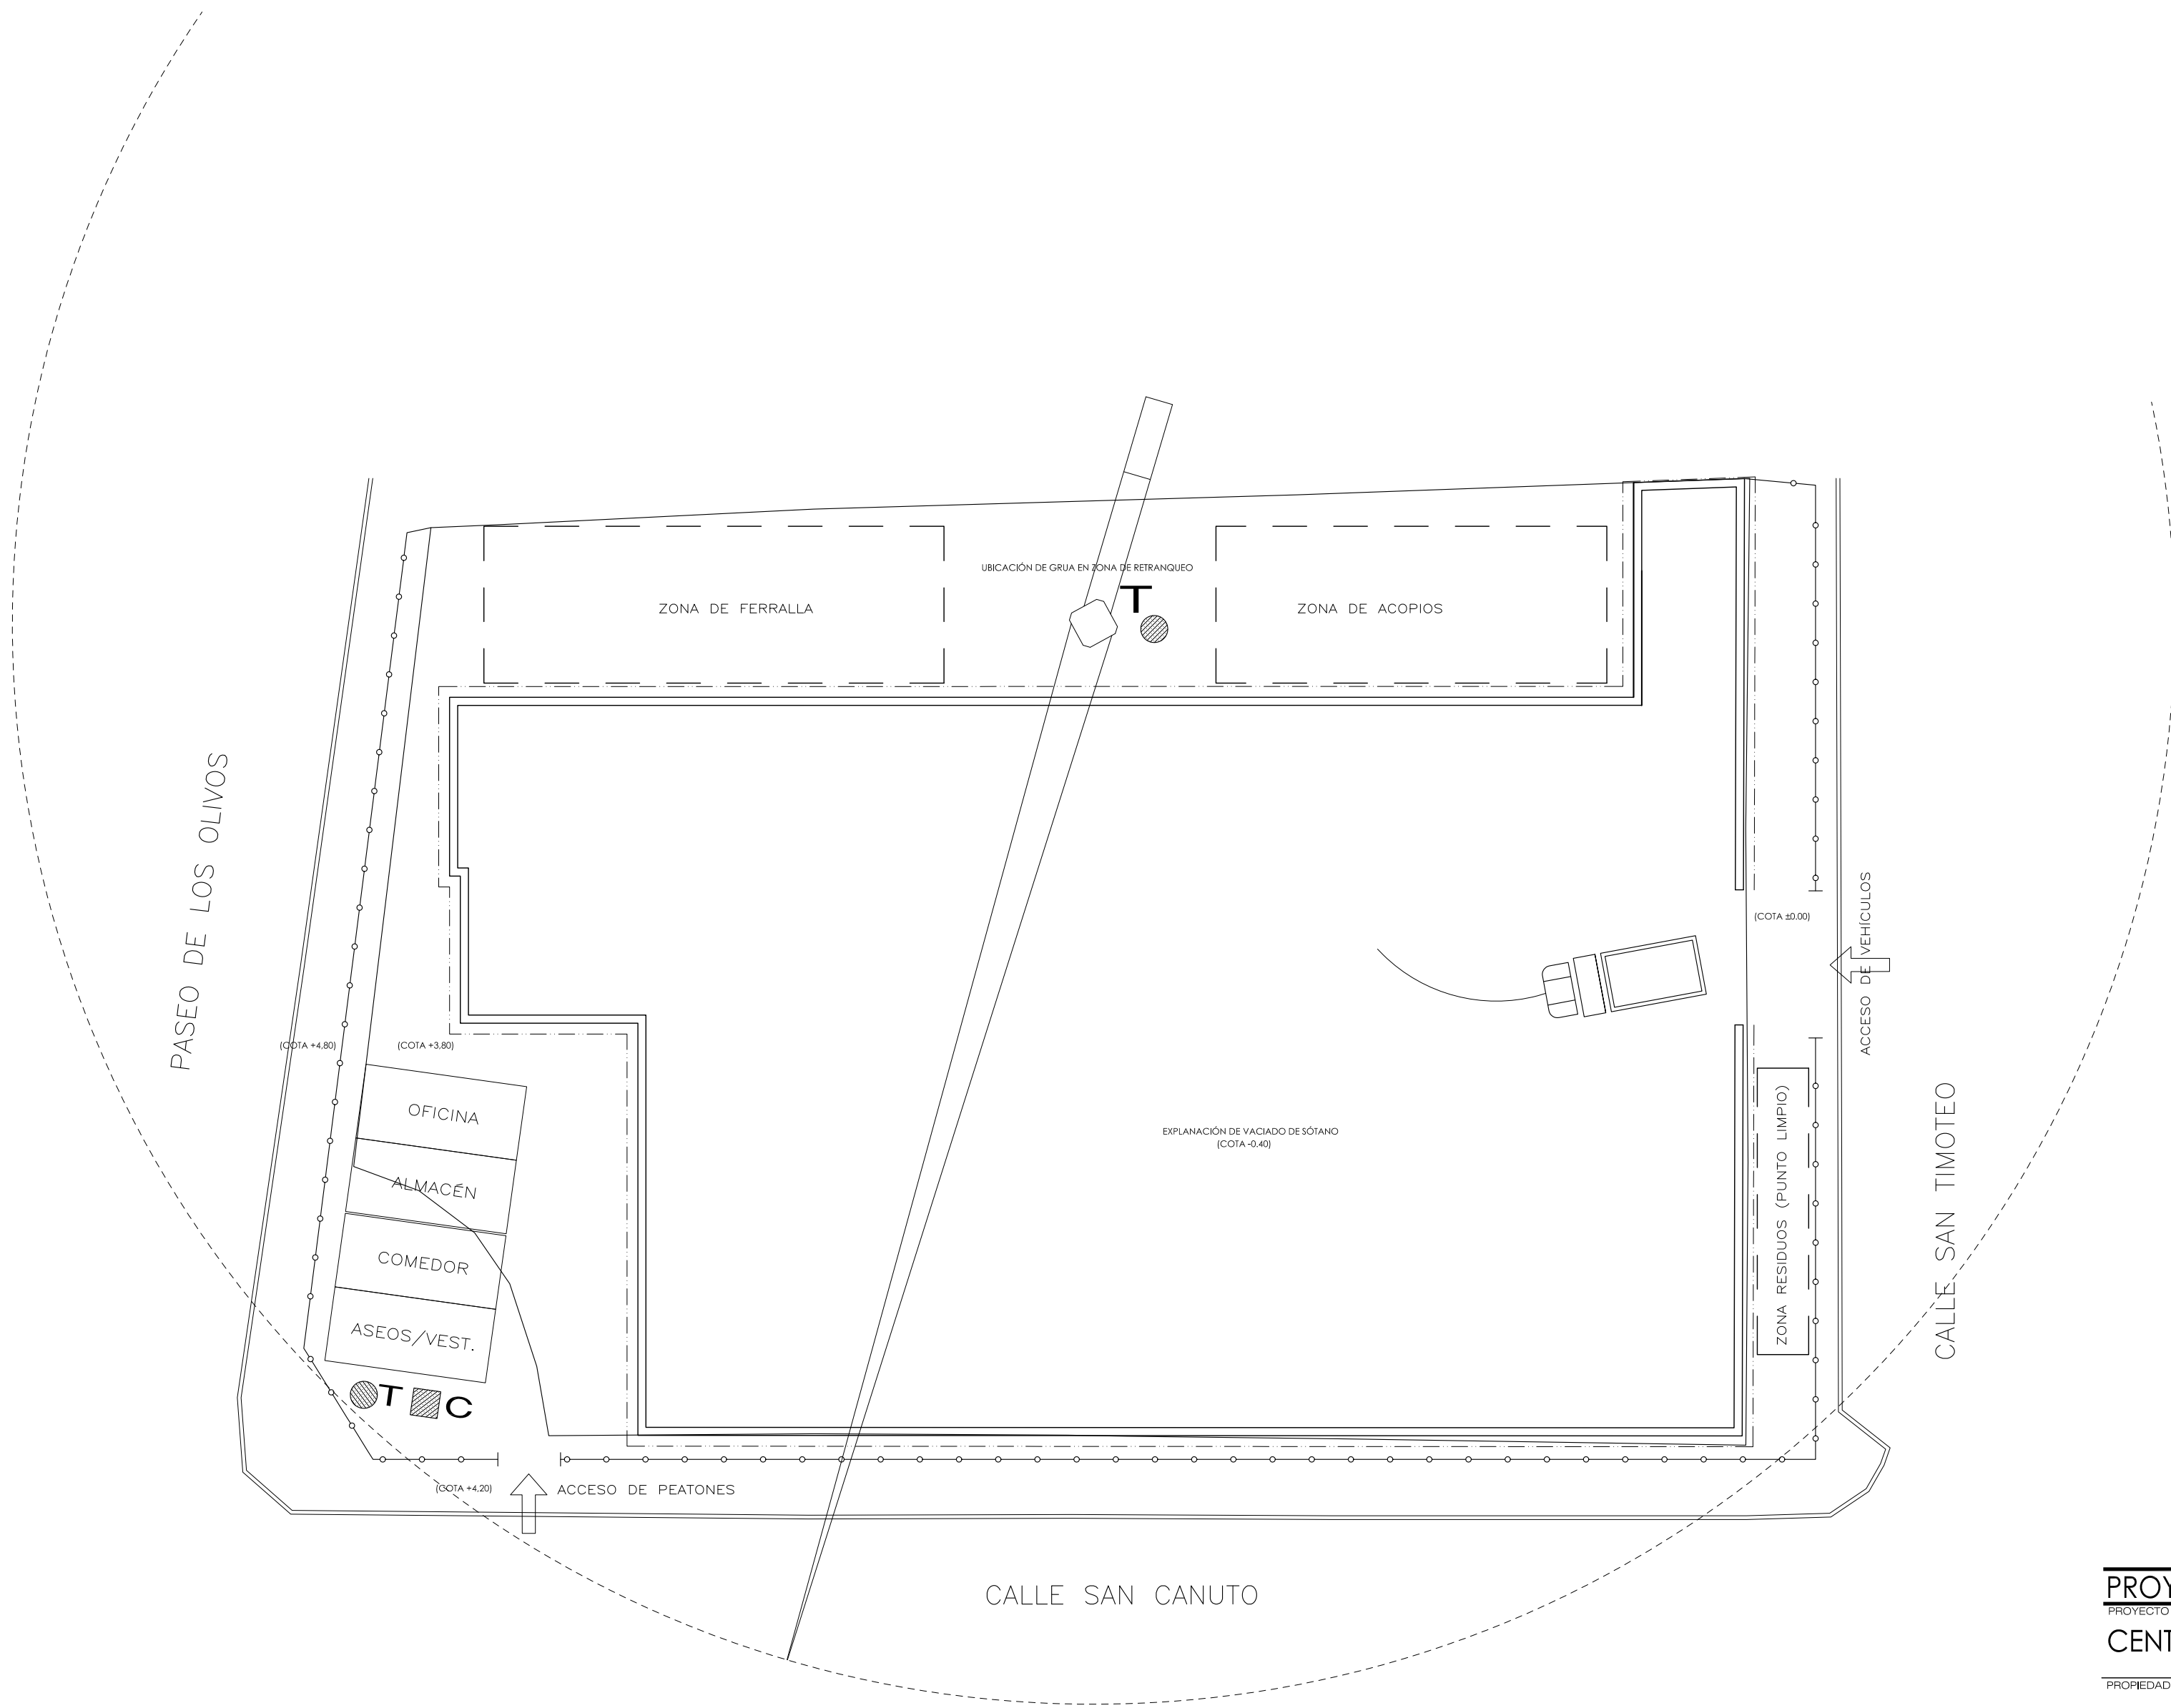 UBICACIÓN DE GRUA EN ZONA DE RETRANQUEO
T
ZONA DE FERRALLA
ZONA DE ACOPIOS
PASEO DE LOS OLIVOS
(COTA ±0.00)
ACCESO DE VEHÍCULOS
(COTA +4,80)
(COTA +3,80)
OFICINA
ALMACÉN
COMEDOR
ASEOS/VEST.
T
C
EXPLANACIÓN DE VACIADO DE SÓTANO
(COTA -0.40)
ZONA RESIDUOS (PUNTO LIMPIO)
CALLE SAN TIMOTEO
(COTA +4,20)
ACCESO DE PEATONES
CALLE SAN CANUTO
PROY
PROYECTO
CENT
PROPIEDAD